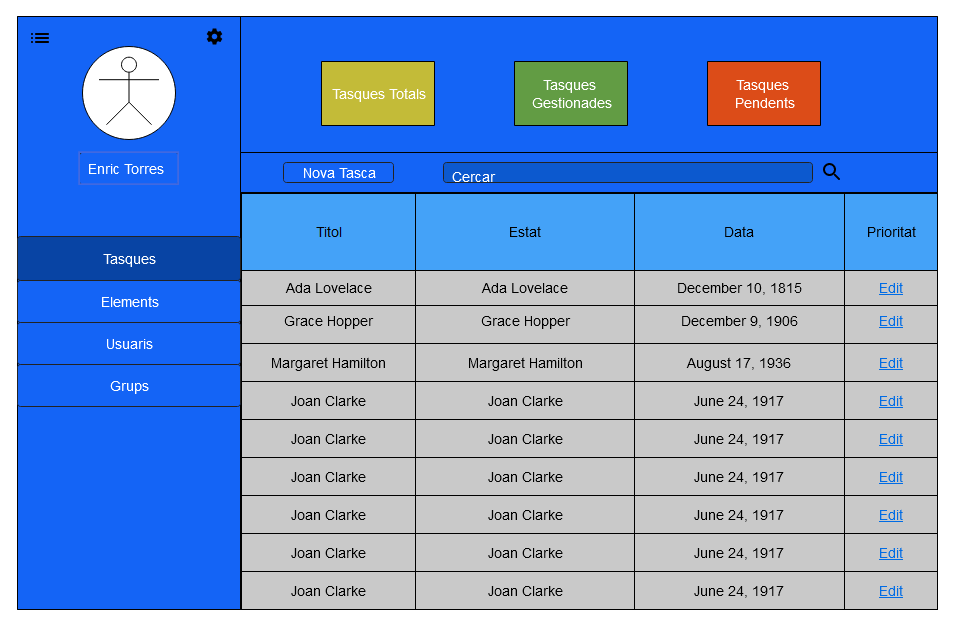 Enric Torres
Tasques
Elements
Usuaris
Grups
Tasques Totals
Tasques
Gestionades
Tasques
Pendents
Nova Tasca
Cercar
Titol Estat Data Prioritat
Ada Lovelace Ada Lovelace December 10, 1815 Edit
Grace Hopper Grace Hopper December 9, 1906 Edit
Margaret Hamilton Margaret Hamilton August 17, 1936 Edit
Joan Clarke Joan Clarke June 24, 1917 Edit
Joan Clarke Joan Clarke June 24, 1917 Edit
Joan Clarke Joan Clarke June 24, 1917 Edit
Joan Clarke Joan Clarke June 24, 1917 Edit
Joan Clarke Joan Clarke June 24, 1917 Edit
Joan Clarke Joan Clarke June 24, 1917 Edit